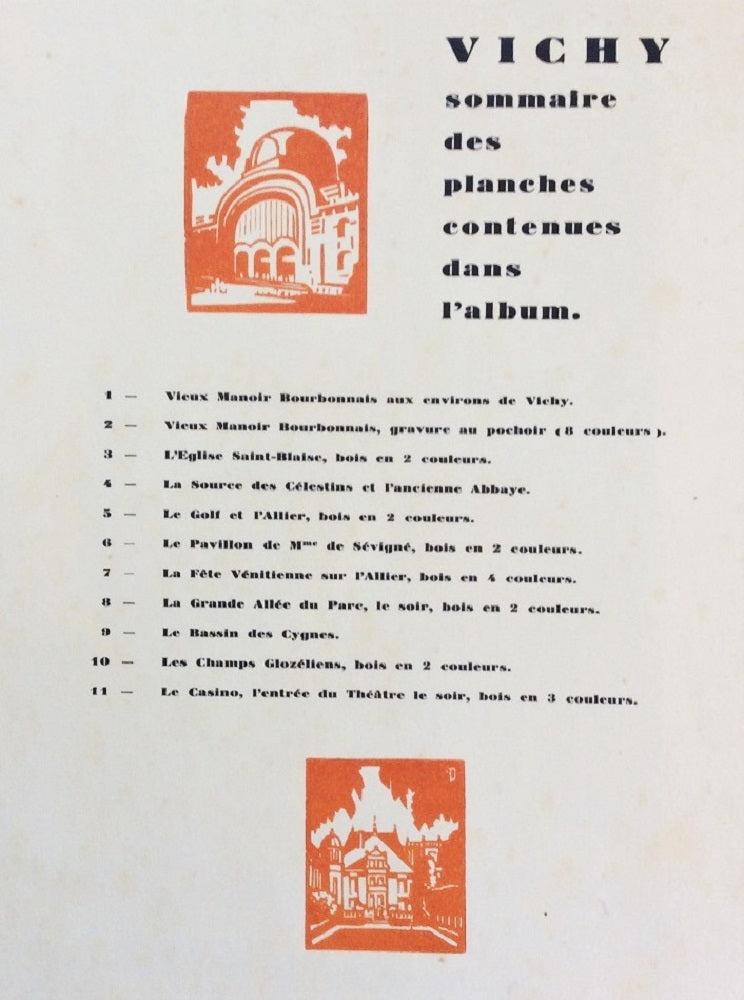 VICHY
sommaire
des
planches
contenues
dans
l'album.
1 — Vieux Manoir Bourbonnais aux environs de Vichy.
2 — Vieux Manoir Bourbonnais, gravure au pochoir (8 couleurs).
3 — L'Eglise Saint-Blaise, bois en 2 couleurs.
4 — La Source des Célestins et l'ancienne Abbaye.
5 — Le Golf et l'Allier, bois en 2 couleurs.
6 — Le Pavillon de Mme de Sévigné, bois en 2 couleurs.
7 — La Fête Vénitienne sur l'Allier, bois en 4 couleurs.
8 — La Grande Allée du Parc, le soir, bois en 2 couleurs.
9 — Le Bassin des Cygnes.
10 — Les Champs Glozéliens, bois en 2 couleurs.
11 — Le Casino, l'entrée du Théâtre le soir, bois en 3 couleurs.